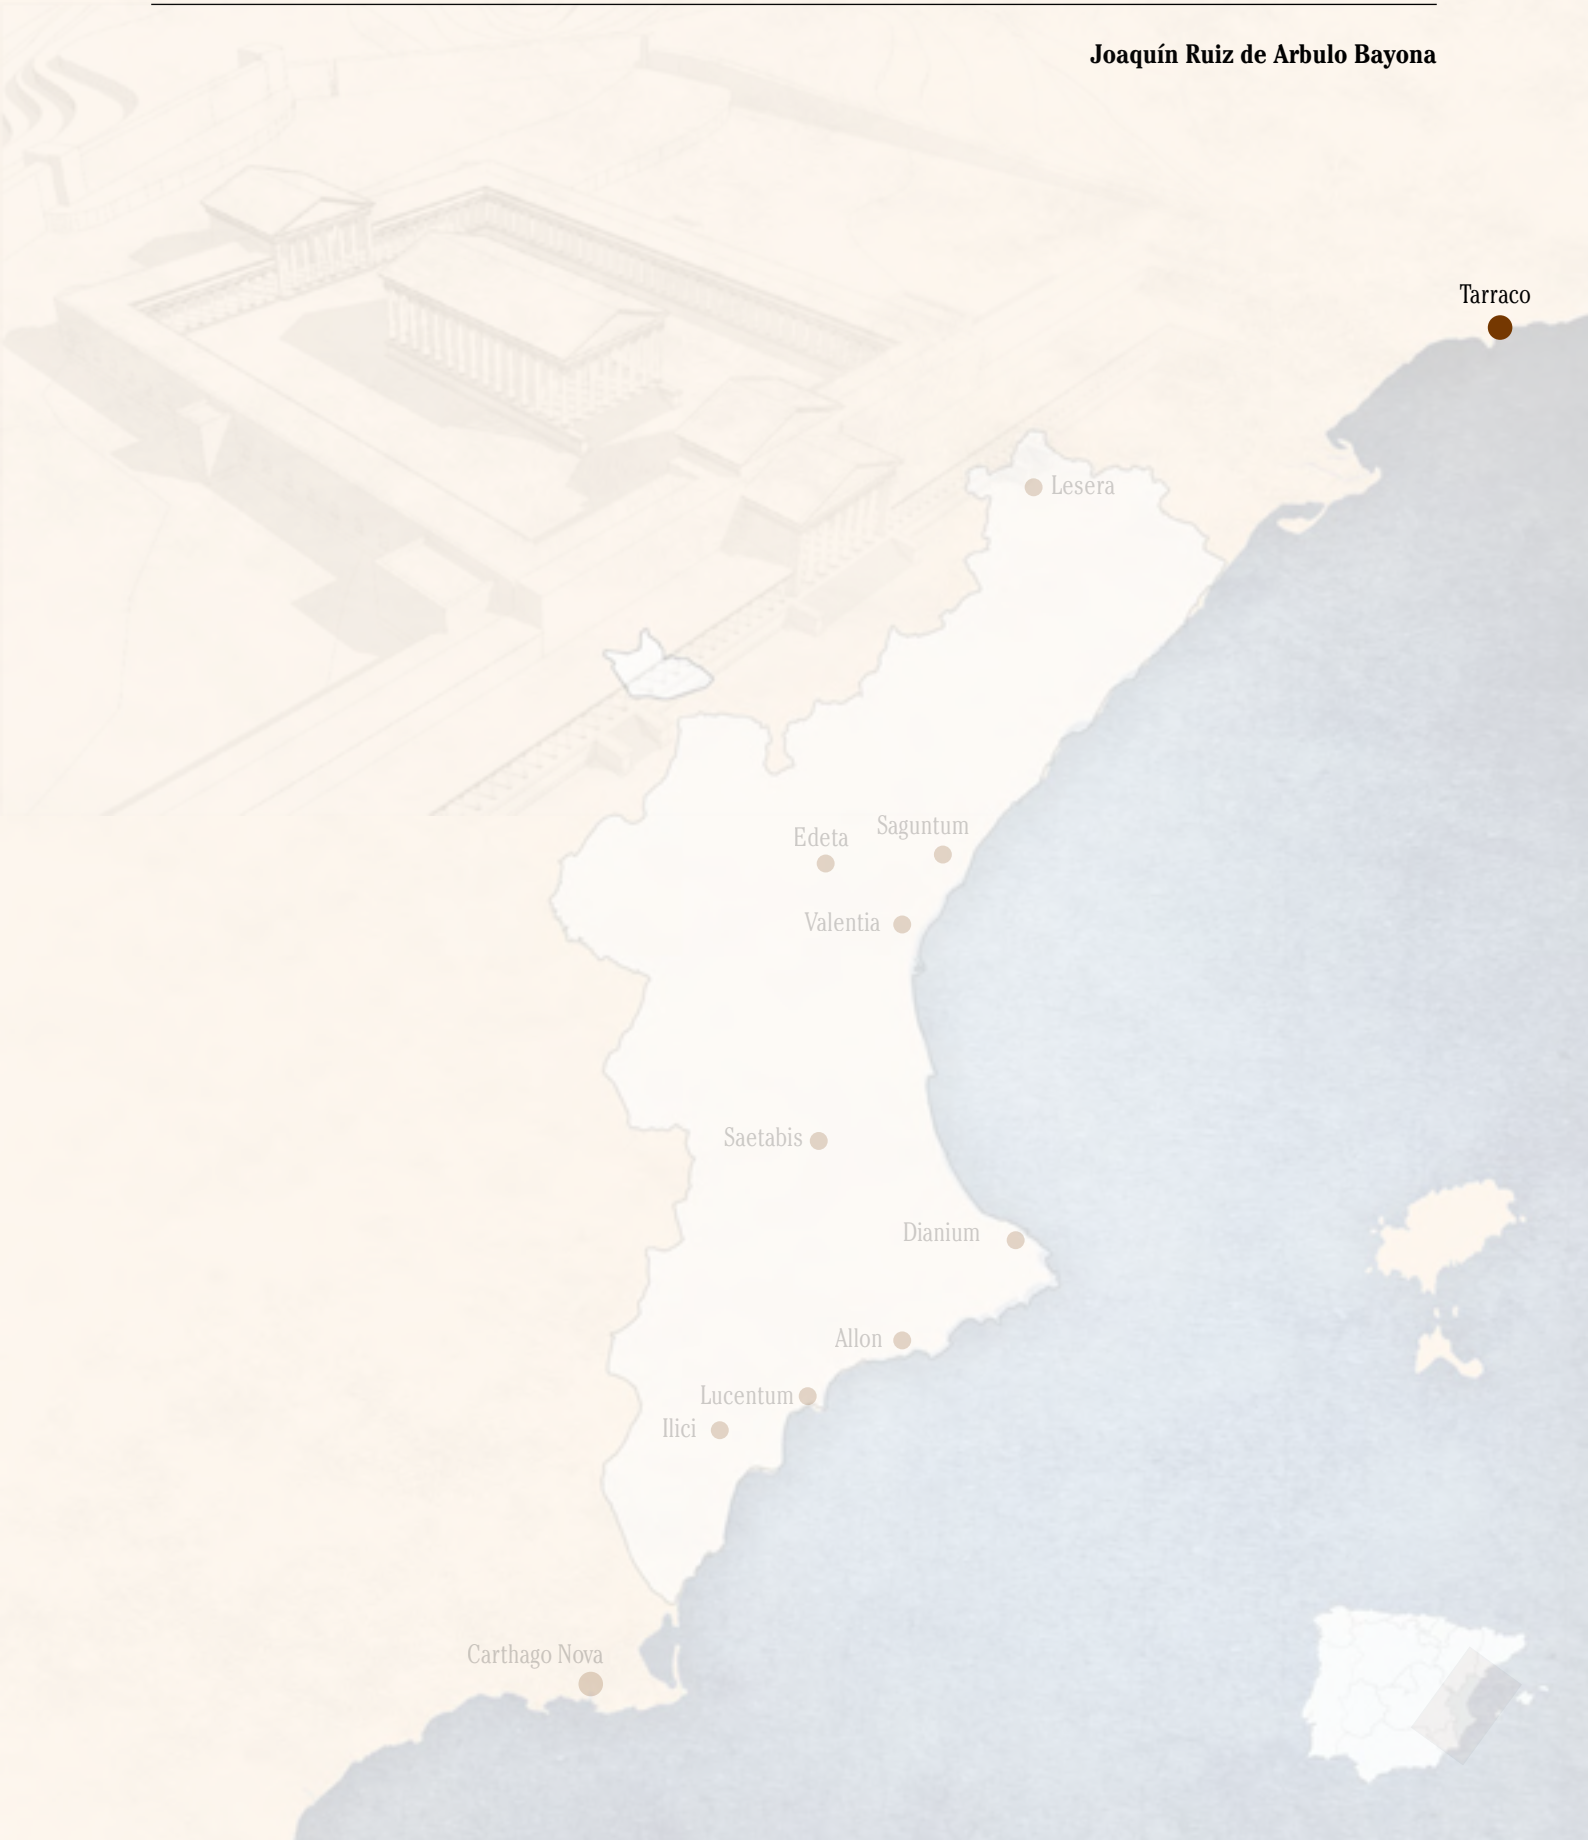 Joaquín Ruiz de Arbulo Bayona
Tarraco
Lesera
Saguntum
Edeta
Valentia
Saetabis
Dianium
Allon
Lucentum
Ilici
Carthago Nova